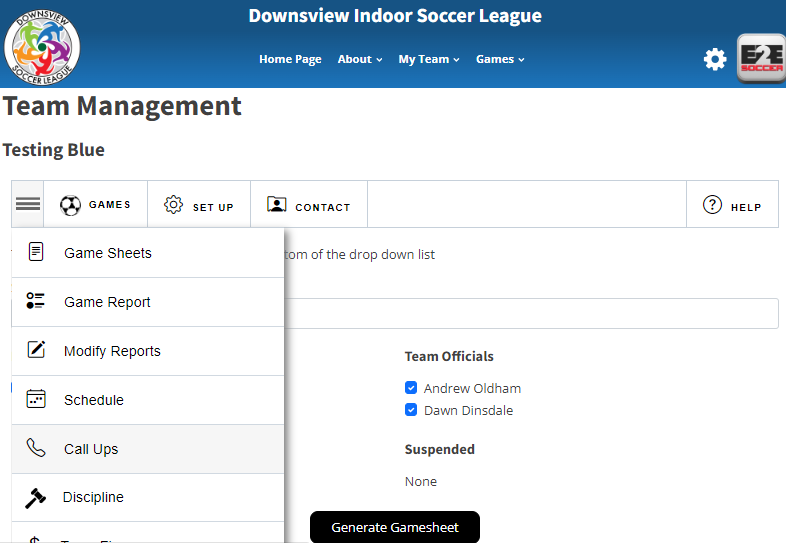 DOWNSVIEW
SOCCER LEAGUE
Downsview Indoor Soccer League
Home Page About My Team Games
E2E
SOCCER
Team Management
Testing Blue
GAMES SET UP CONTACT HELP
Game Sheets
tom of the drop down list
Game Report
Modify Reports
Schedule
Call Ups
Discipline
Team Officials
Andrew Oldham
Dawn Dinsdale
Suspended
None
Generate Gamesheet